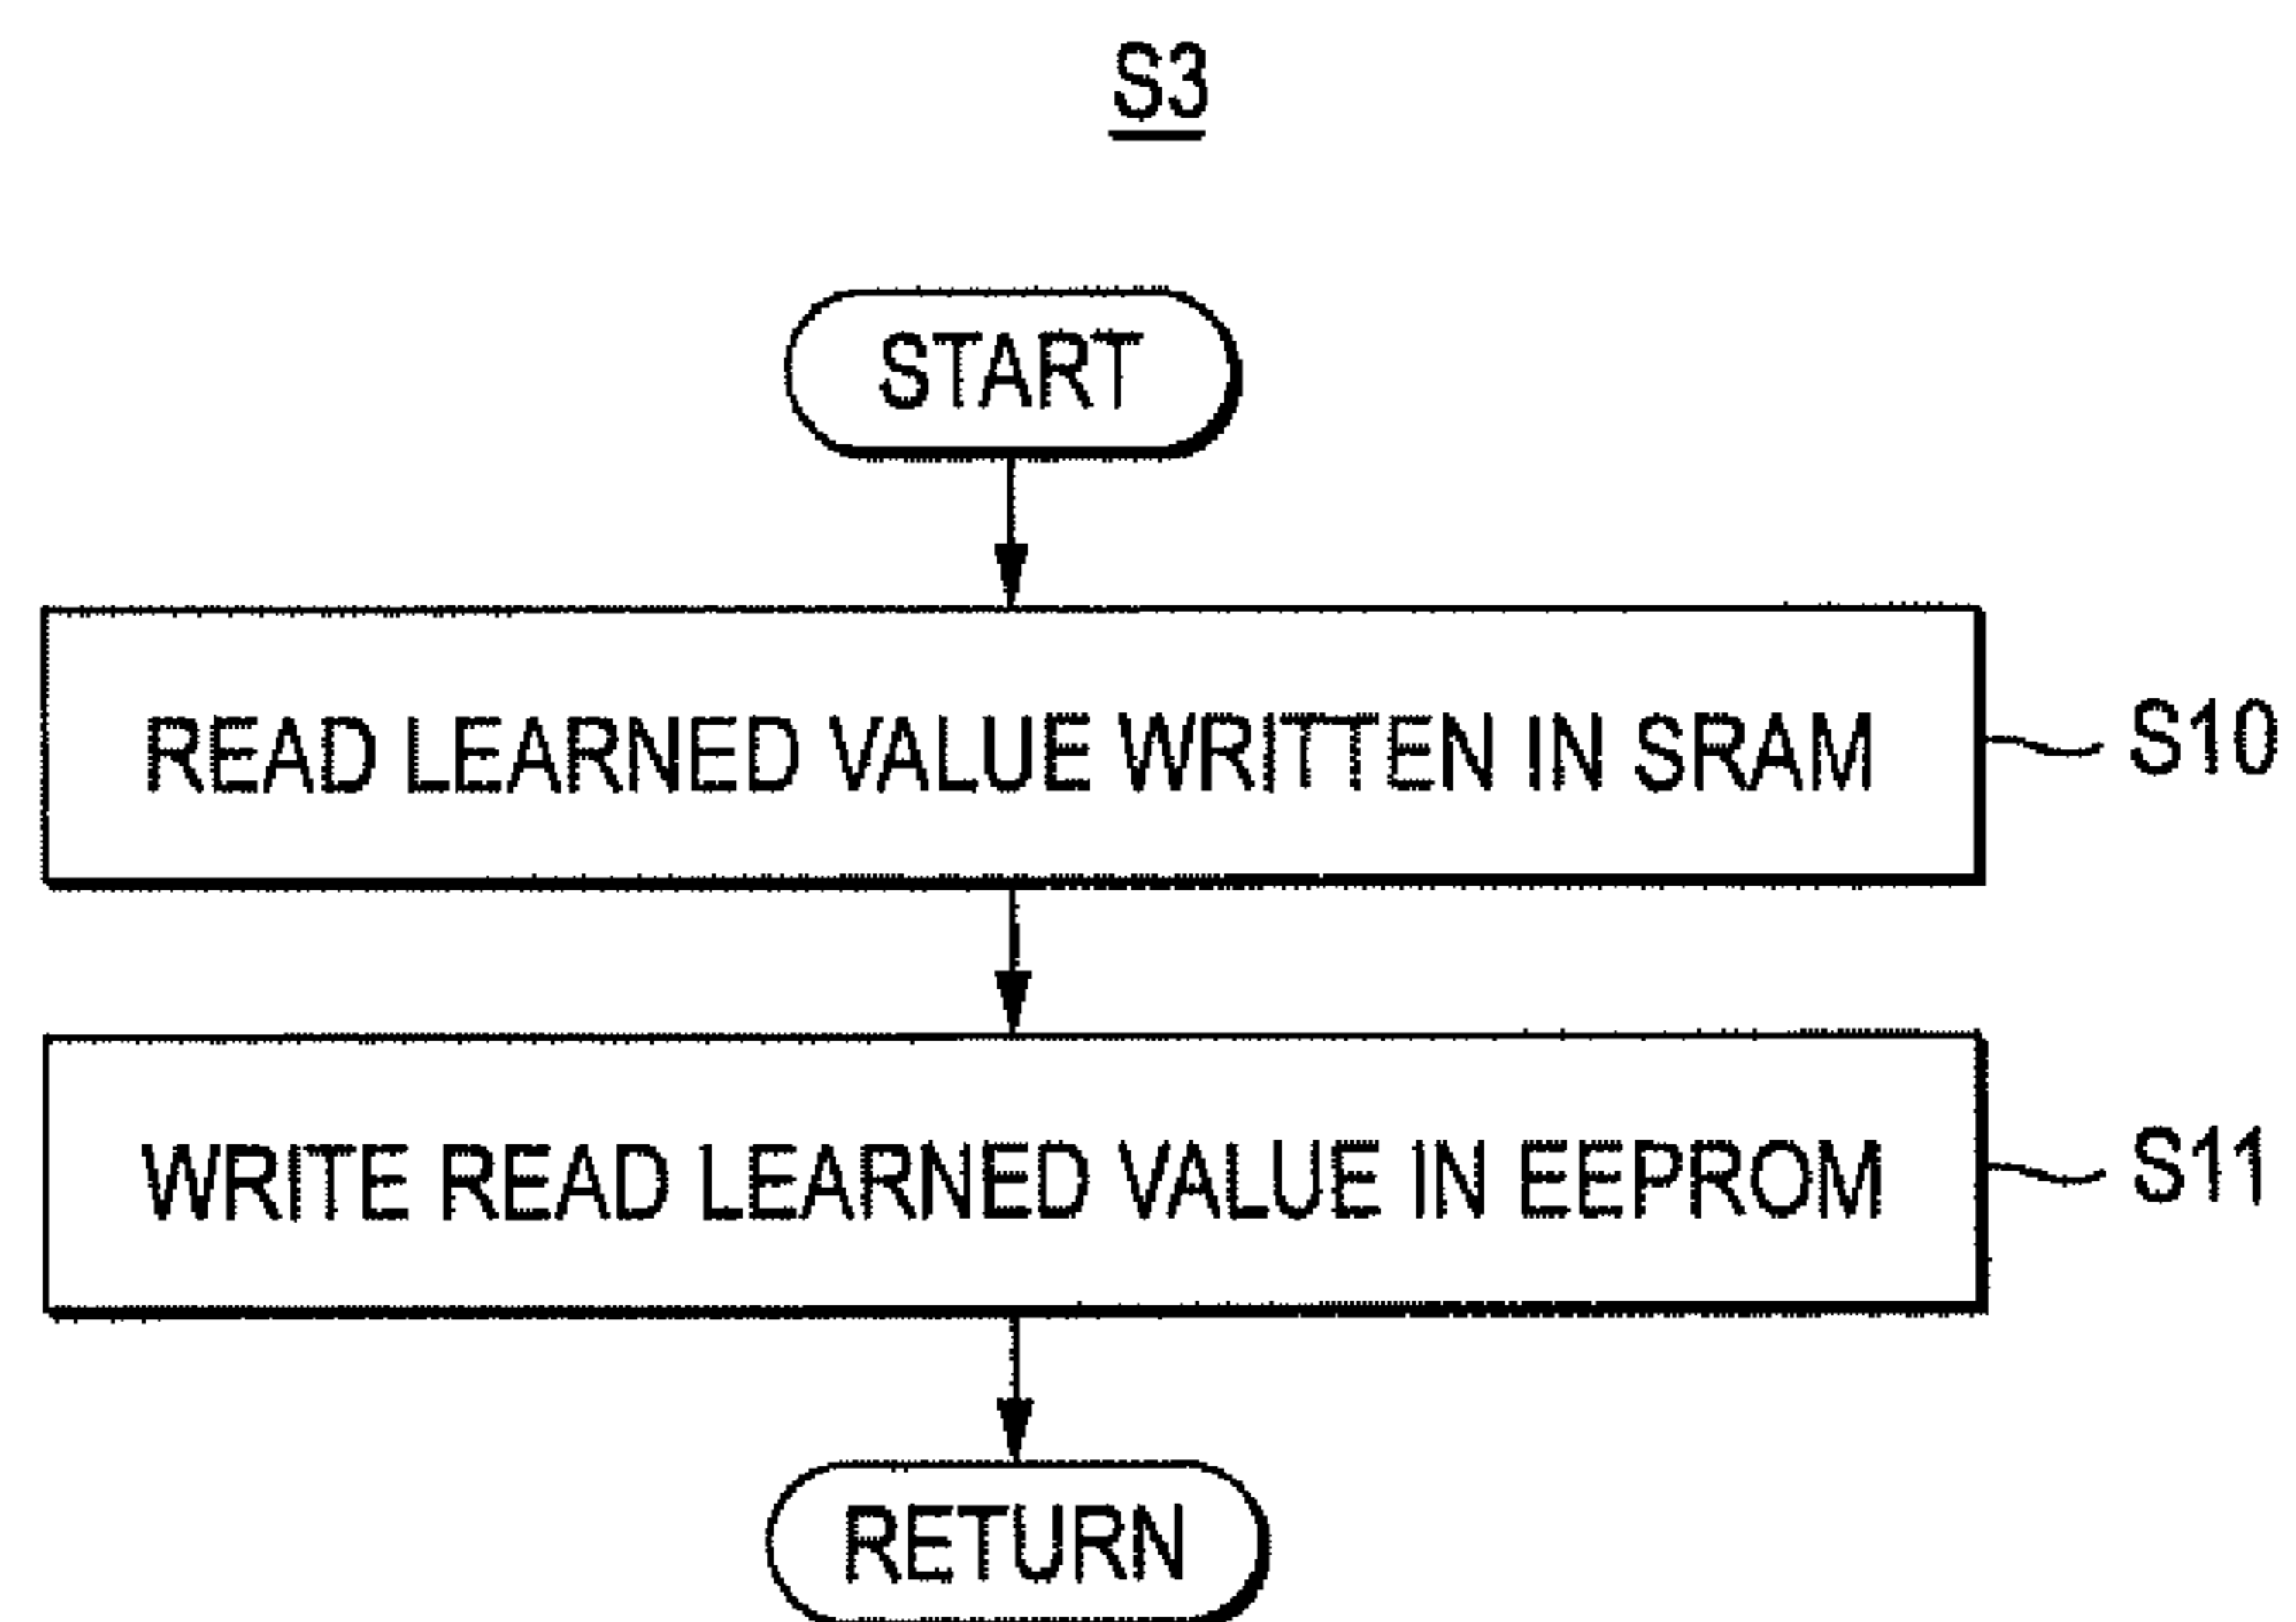 S3
START
READ LEARNED VALUE WRITTEN IN SRAM
S10
WRITE READ LEARNED VALUE IN EEPROM
S11
RETURN